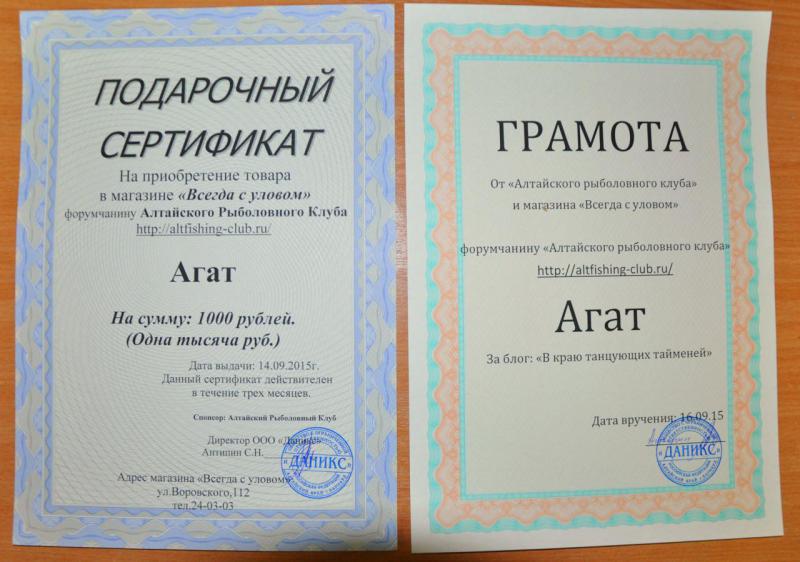 ПОДАРОЧНЫЙ
СЕРТИФИКАТ
На приобретение товара
в магазине «Всегда с уловом»
форумчанину Алтайского Рыболовного Клуба
http://altfishing-club.ru/
Агат
На сумму: 1000 рублей.
(Одна тысяча руб.)
Дата выдачи: 14.09.2015г.
Данный сертификат действителен
в течение трех месяцев.
Спонсор: Алтайский Рыболовный Клуб
Директор ООО «Даникс»
Антипин С.Н.
ДАНИКС
Адрес магазина «Всегда с уловом»
ул.Воровского,112
тел.24-03-03
ГРАМОТА
От «Алтайского рыболовного клуба»
и магазина «Всегда с уловом»
форумчанину «Алтайского рыболовного клуба»
http://altfishing-club.ru/
Агат
За блог: «В краю танцующих тайменей»
Дата вручения: 16.09.15
ДАНИКС